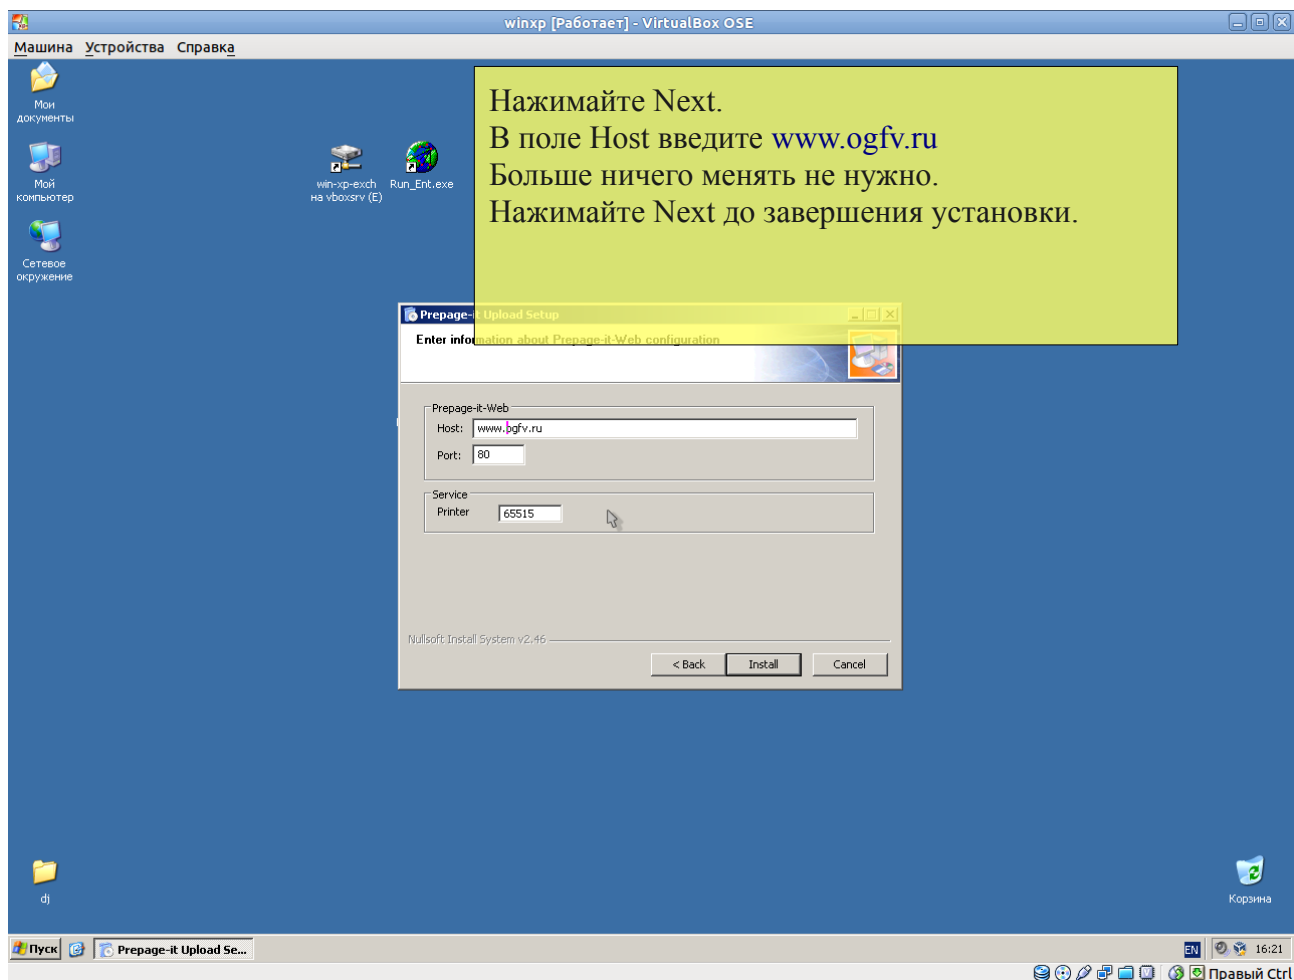 winxp [Работает] - VirtualBox OSE
Машина Устройства Справка
Мои
документы
Нажимайте Next.
В поле Host введите www.ogfv.ru
Больше ничего менять не нужно.
Нажимайте Next до завершения установки.
Мой
компьютер
win-xp-exch
на vboxsrv (E)
Run_Ent.exe
Сетевое
окружение
Prepage-it Upload Setup
Enter information about Prepage-it-Web configuration
Prepage-it-Web
Host: www.ogfv.ru
Port: 80
Service
Printer 65515
Nullsoft Install System v2.46
< Back Install Cancel
dj
Корзина
Пуск Prepage-it Upload Se... EN 16:21
Правый Ctrl